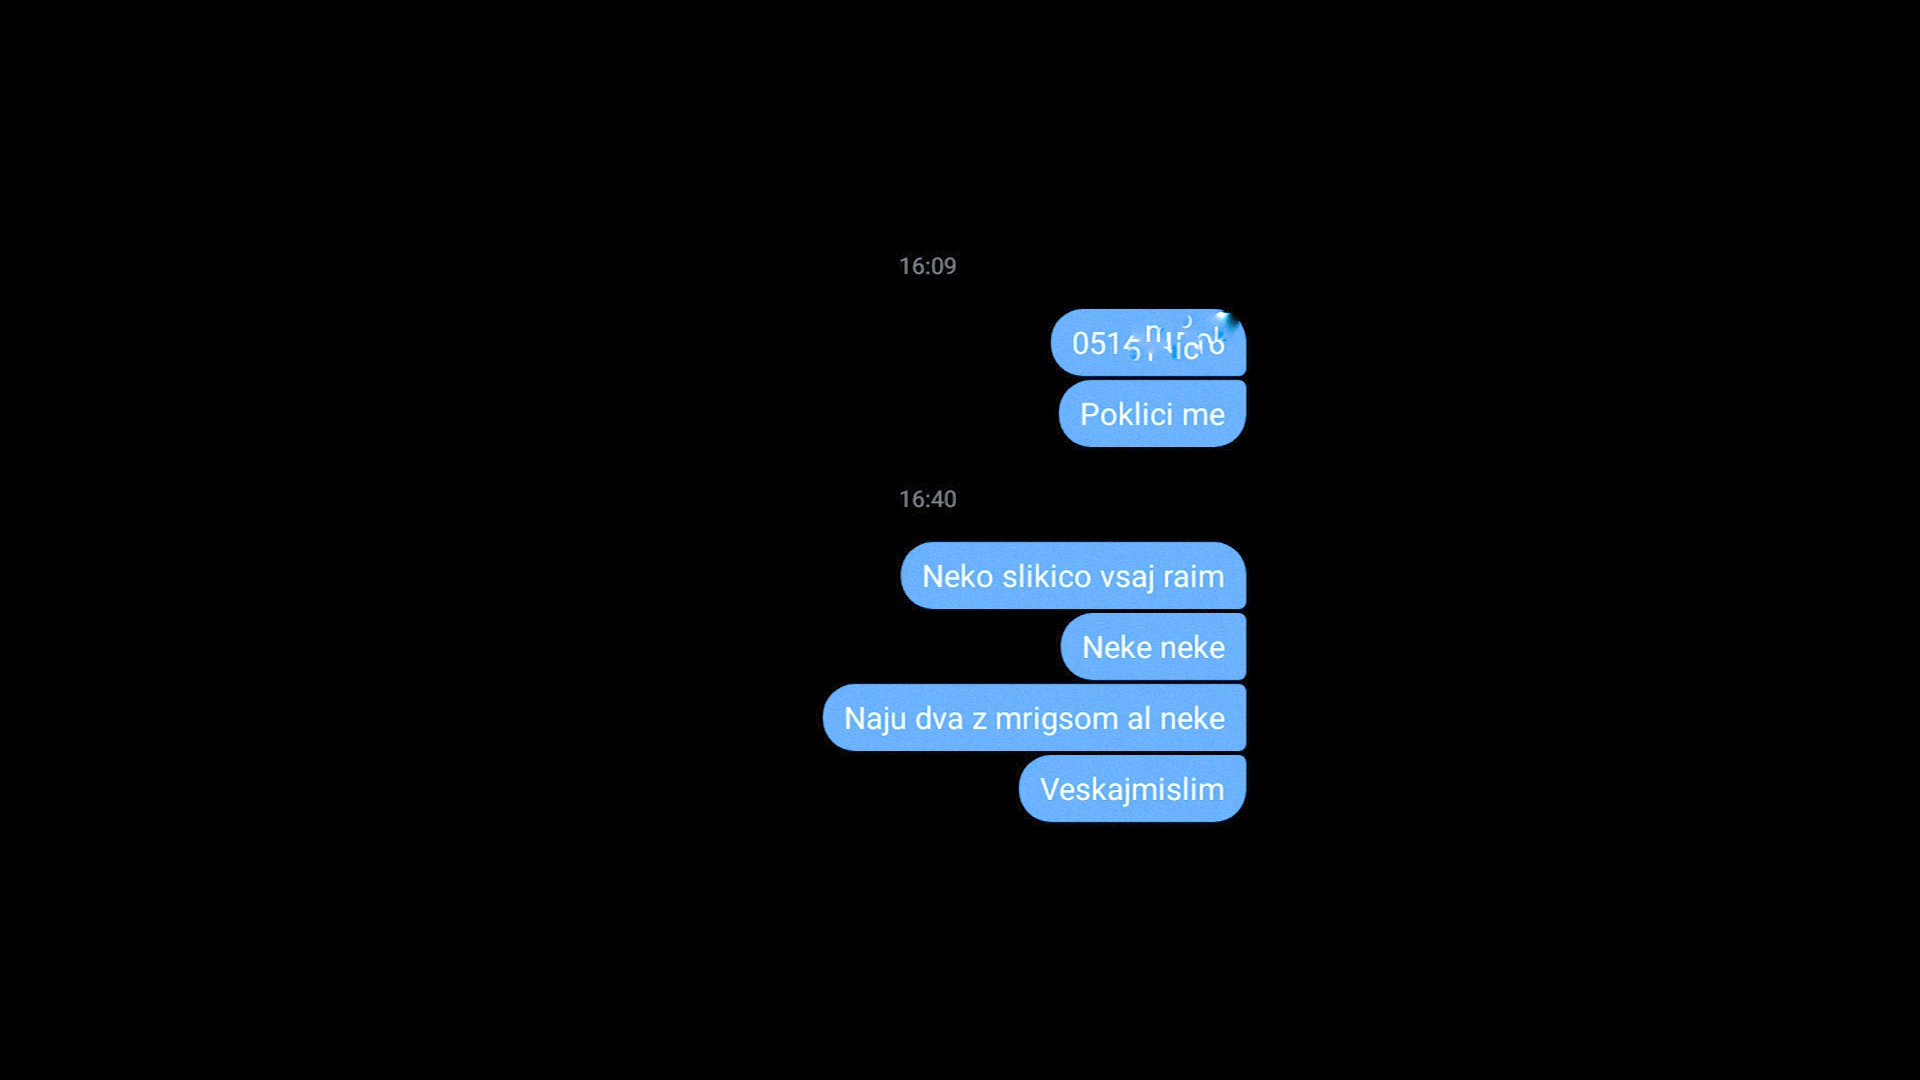 16:09
Poklici me
16:40
Neko slikico vsaj raim
Neke neke
Naju dva z mrigsom al neke
Veskajmislim